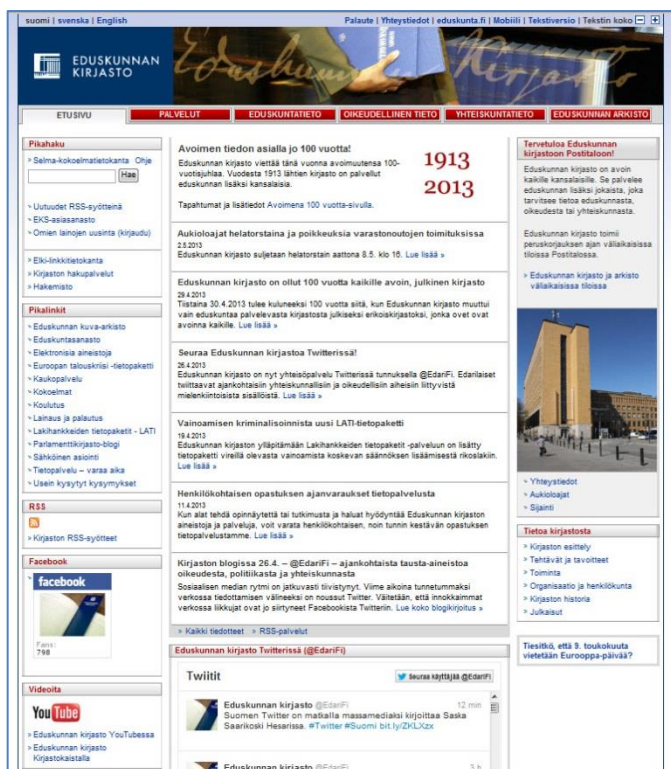 suomi | svenska | English
Palaute | Yhteystiedot | eduskunta.fi | Mobiili | Tekstiversio | Tekstin koko
EDUSKUNNAN
KIRJASTO
Eduskunnan Kirjasto
ETUSIVU
PALVELUT
EDUSKUNTATIETO
OIKEUDELLINEN TIETO
YHTEISKUNTATIETO
EDUSKUNNAN ARKISTO
Pikahaku
Selma-kokoelmatietokanta Ohje
Hae
Uutuudet RSS-syötteinä
EKS-asiasanasto
Omien lainojen uusinta (kirjaudu)
Elki-linkkitietokanta
Kirjaston hakupalvelut
Hakemisto
Pikalinkit
Eduskunnan kuva-arkisto
Eduskuntasanasto
Elektronisia aineistoja
Euroopan talouskriisi -tietopaketti
Kaukopalvelu
Kokoelmat
Koulutus
Lainaus ja palautus
Lakihankkeiden tietopaketit - LATI
Parlamenttikirjasto-blogi
Sähköinen asiointi
Tietopalvelu – varaa aika
Usein kysytyt kysymykset
RSS
Kirjaston RSS-syötteet
Facebook
facebook
Fans:
798
Videoita
YouTube
Eduskunnan kirjasto YouTubessa
Eduskunnan kirjasto
Kirjastokaistalla
Avoimen tiedon asialla jo 100 vuotta!
Eduskunnan kirjasto viettää tänä vuonna avoimuutensa 100-
vuotisjuhlaa. Vuodesta 1913 lähtien kirjasto on palvellut
eduskunnan lisäksi kansalaisia.
Tapahtumat ja lisätiedot Avoimena 100 vuotta-sivulla.
1913
2013
Aukioloajat helatorstaina ja poikkeuksia varastonoutojen toimituksissa
2.5.2013
Eduskunnan kirjasto suljetaan helatorstain aattona 8.5. klo 16. Lue lisää »
Eduskunnan kirjasto on ollut 100 vuotta kaikille avoin, julkinen kirjasto
29.4.2013
Tiistaina 30.4.2013 tulee kuluneeksi 100 vuotta siitä, kun Eduskunnan kirjasto muuttui
vain eduskuntaa palvelevasta kirjastosta julkiseksi erikoiskirjastoksi, jonka ovet ovat
avoinna kaikille. Lue lisää »
Seuraa Eduskunnan kirjastoa Twitterissä!
26.4.2013
Eduskunnan kirjasto on nyt yhteisöpalvelu Twitterissä tunnuksella @EdariFi. Edarilaiset
twiittaavat ajankohtaisiin yhteiskunnallisiin ja oikeudellisiin aiheisiin liittyvistä
mielenkiintoisista sisällöistä. Lue lisää »
Vainoamisen kriminalisoinnista uusi LATI-tietopaketti
19.4.2013
Eduskunnan kirjaston ylläpitämään Lakihankkeiden tietopaketit -palveluun on lisätty
tietopaketti vireillä olevasta vainoamista koskevan säännöksen lisäämisestä rikoslakiin.
Lue lisää »
Henkilökohtaisen opastuksen ajanvaraukset tietopalvelusta
11.4.2013
Kun alat tehdä opinnäytettä tai tutkimusta ja haluat hyödyntää Eduskunnan kirjaston
aineistoja ja palveluja, voit varata henkilökohtaisen, noin tunnin kestävän opastuksen
tietopalvelustamme. Lue lisää »
Kirjaston blogissa 26.4. – @EdariFi – ajankohtaista tausta-aineistoa
oikeudesta, politiikasta ja yhteiskunnasta
Sosiaalisen median rytmi on jatkuvasti tiivistynyt. Viime aikoina tunnetummaksi
verkossa tiedottamisen välineeksi on noussut Twitter. Väitetään, että innokkaimmat
verkossa liikkujat ovat jo siirtyneet Facebookista Twitteriin. Lue koko blogikirjoitus »
Kaikki tiedotteet » RSS-palvelut
Eduskunnan kirjasto Twitterissä (@EdariFi)
Twiitit
Seuraa käyttäjää @EdariFi
Eduskunnan kirjasto @EdariFi 12 min
Suomen Twitter on matkalla massamediaksi kirjoittaa Saska
Saarikoski Hesarissa. #Twitter #Suomi bit.ly/ZKLXzx
Eduskunnan kirjasto @EdariFi 3 h
Tervetuloa Eduskunnan
kirjastoon Postitaloon!
Eduskunnan kirjasto on avoin
kaikille kansalaisille. Se palvelee
eduskunnan lisäksi jokaista, joka
tarvitsee tietoa eduskunnasta,
oikeudesta tai yhteiskunnasta.
Eduskunnan kirjasto toimii
peruskorjauksen ajan väliaikaisissa
tiloissa Postitalossa.
Eduskunnan kirjasto ja arkisto
väliaikaisissa tiloissa
Yhteystiedot
Aukioloajat
Sijainti
Tietoa kirjastosta
Kirjaston esittely
Tehtävät ja tavoitteet
Toiminta
Organisaatio ja henkilökunta
Kirjaston historia
Julkaisut
Tiesitkö, että 9. toukokuuta
vietetään Eurooppa-päivää?